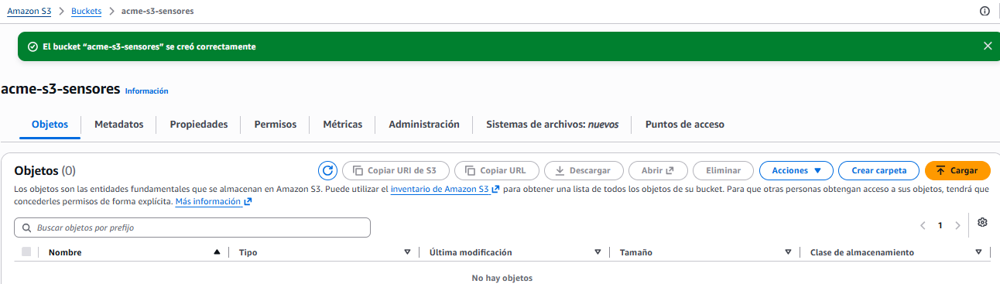 Amazon S3 > Buckets > acme-s3-sensores
El bucket “acme-s3-sensores” se creó correctamente
acme-s3-sensores Información
Objetos Metadatos Propiedades Permisos Métricas Administración Sistemas de archivos: nuevos Puntos de acceso
Objetos (0) Copiar URI de S3 Copiar URL Descargar Abrir Eliminar Acciones Crear carpeta Cargar
Los objetos son las entidades fundamentales que se almacenan en Amazon S3. Puede utilizar el inventario de Amazon S3 para obtener una lista de todos los objetos de su bucket. Para que otras personas obtengan acceso a sus objetos, tendrá que
concederles permisos de forma explícita. Más información
Buscar objetos por prefijo 1
Nombre Tipo Última modificación Tamaño Clase de almacenamiento
No hay objetos